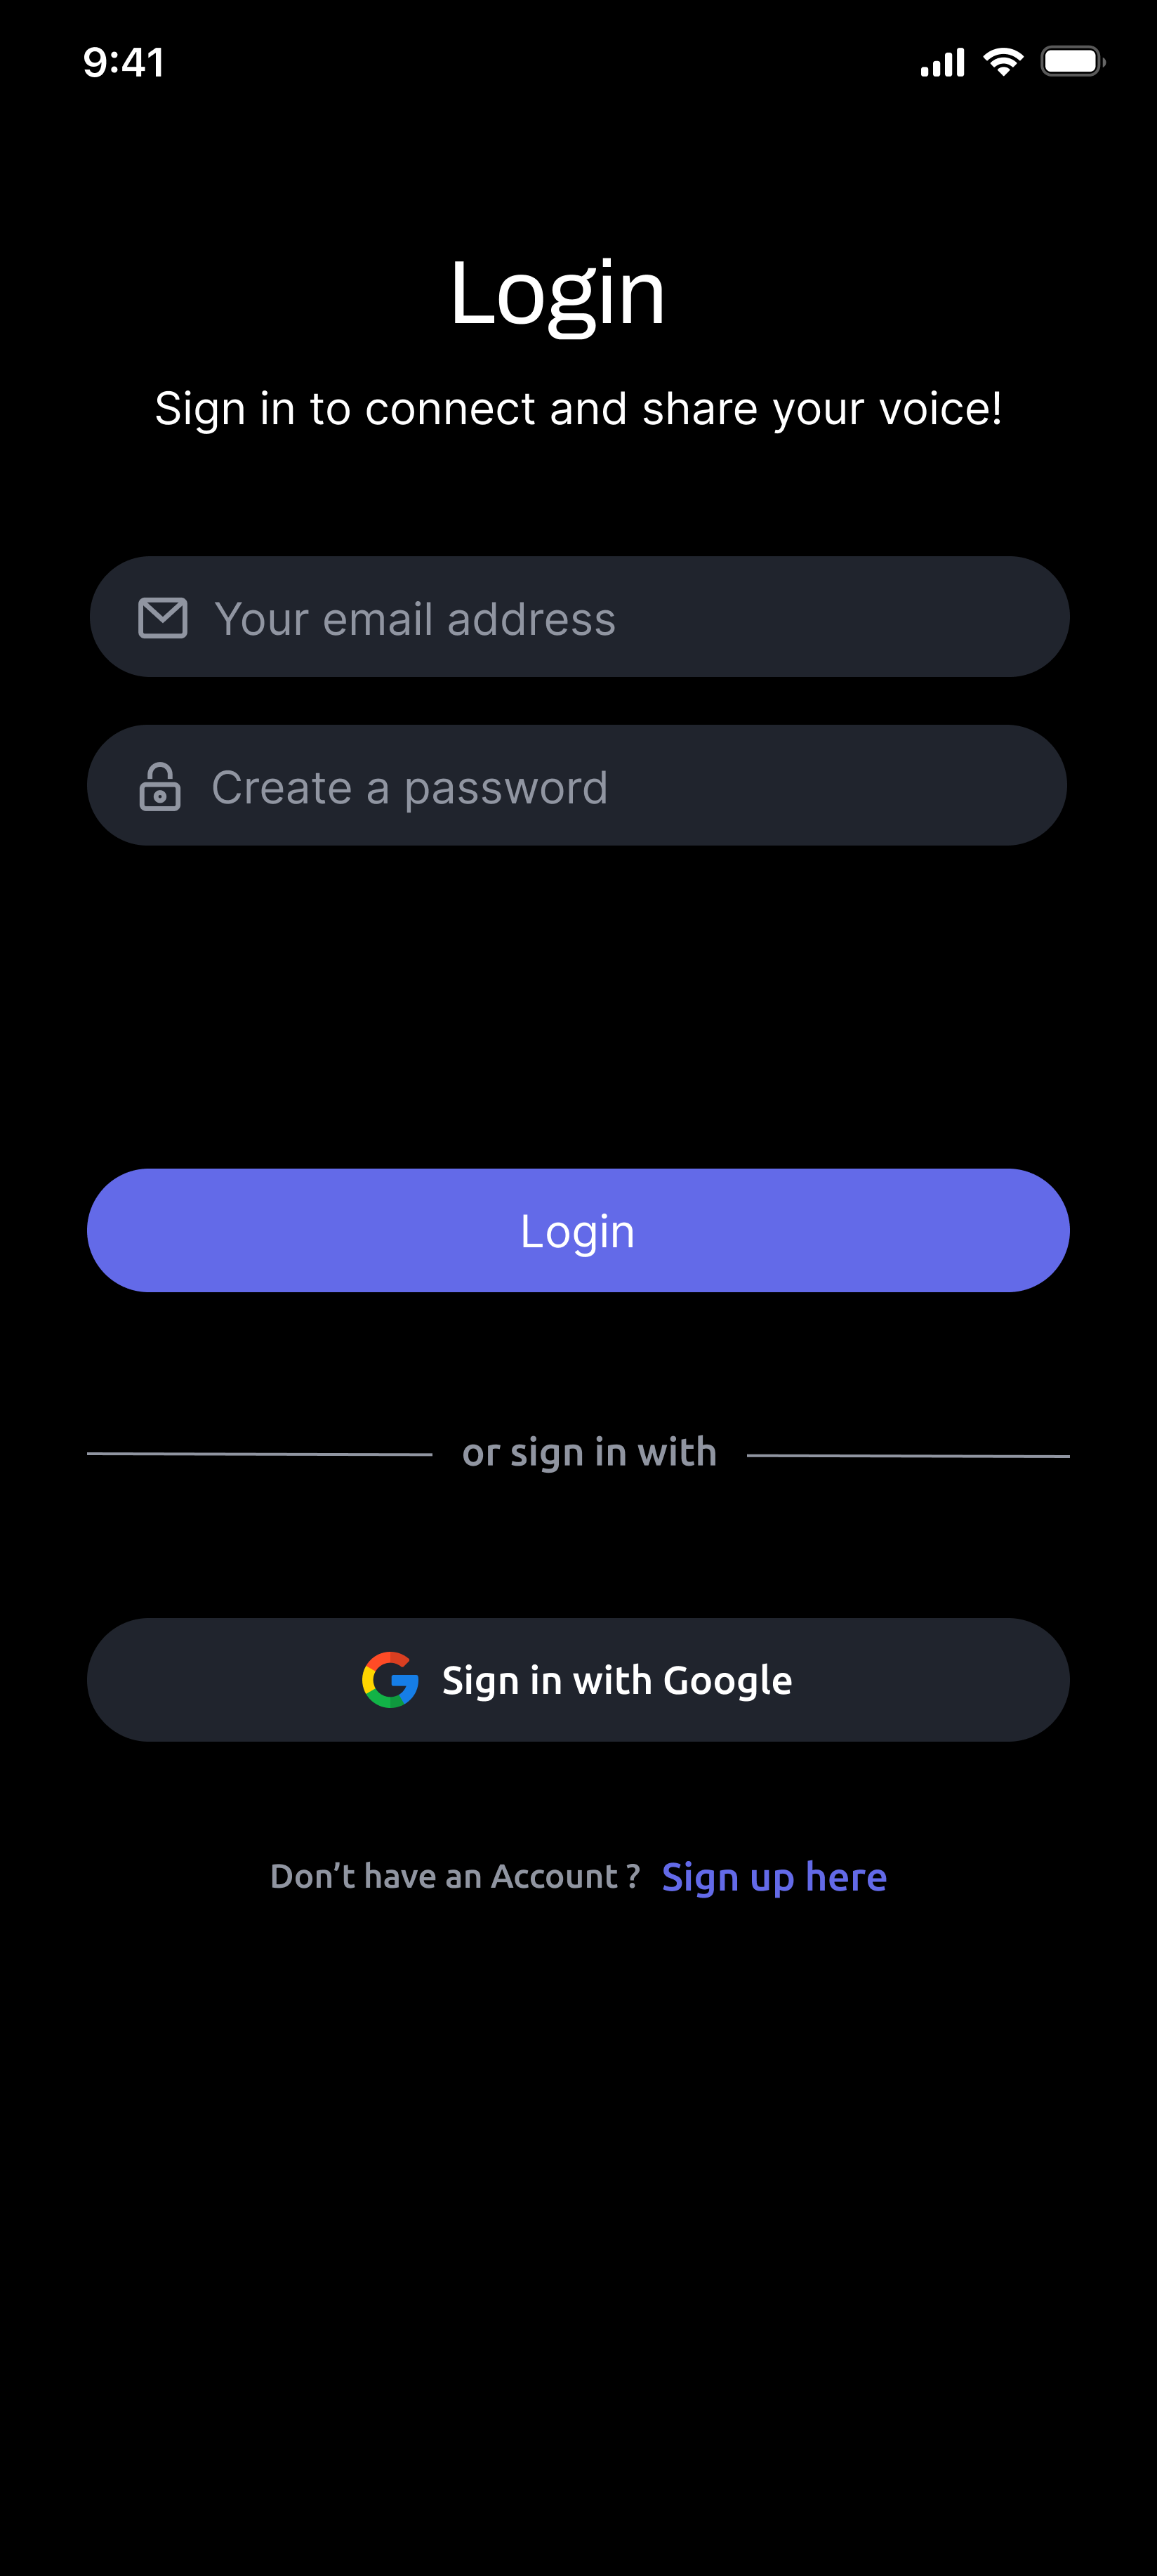 9:41
Login
Sign in to connect and share your voice!
Your email address
Create a password
Login
or sign in with
Sign in with Google
Don’t have an Account ? Sign up here